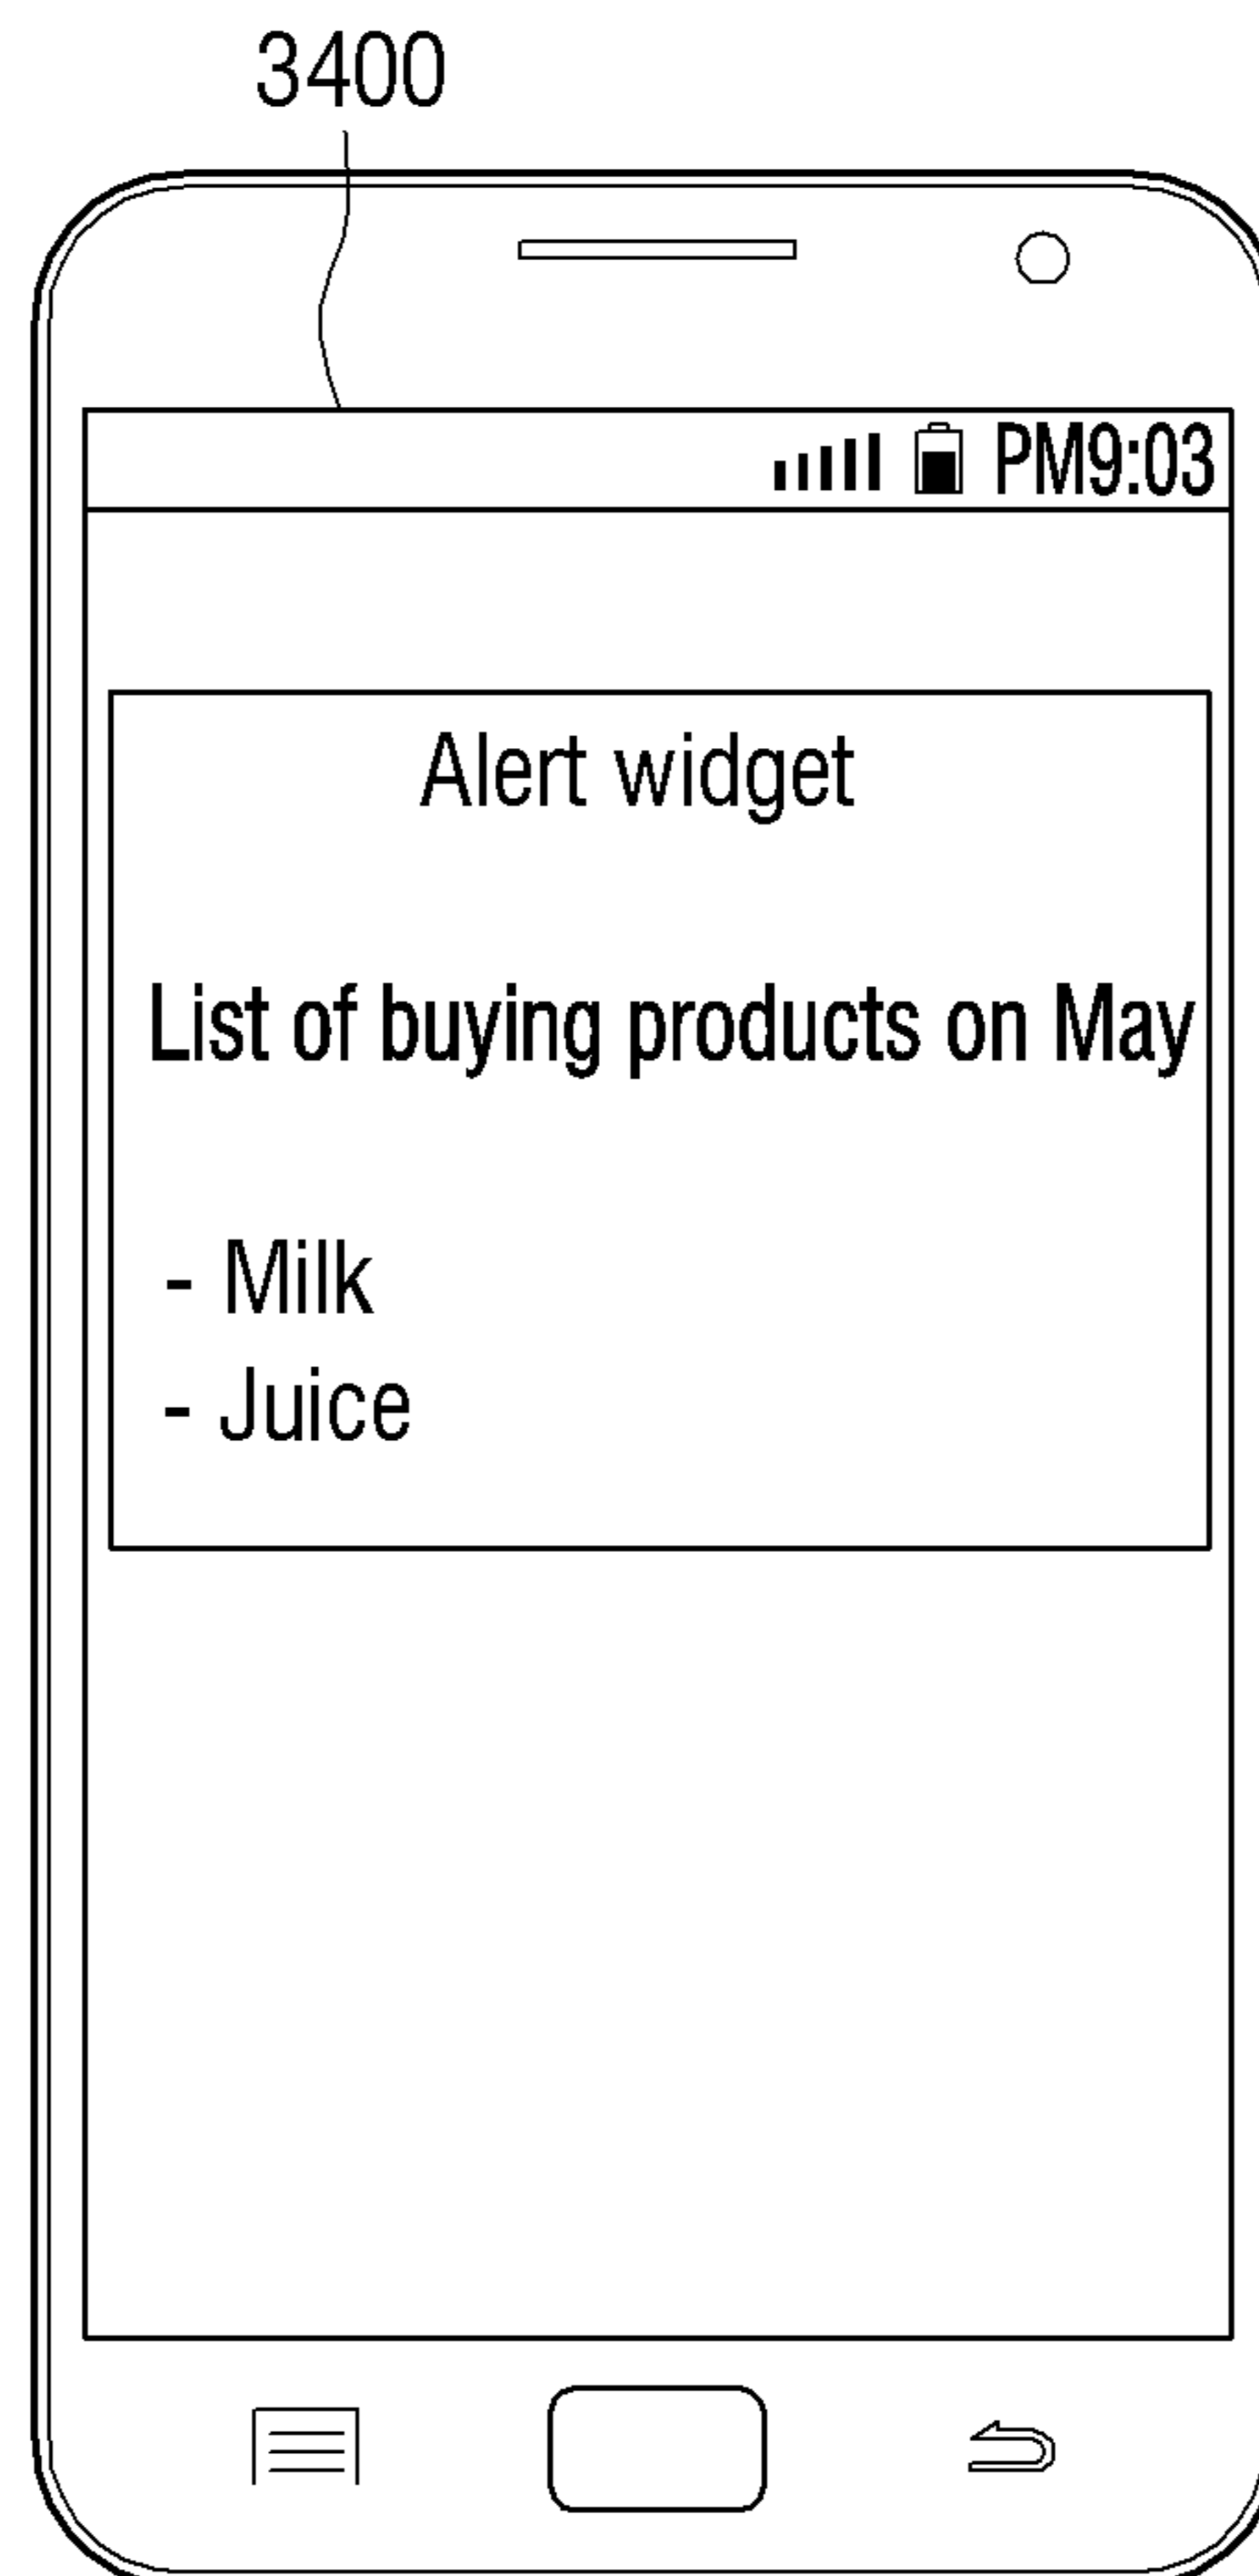 3400
PM9:03
Alert widget
List of buying products on May
- Milk
- Juice